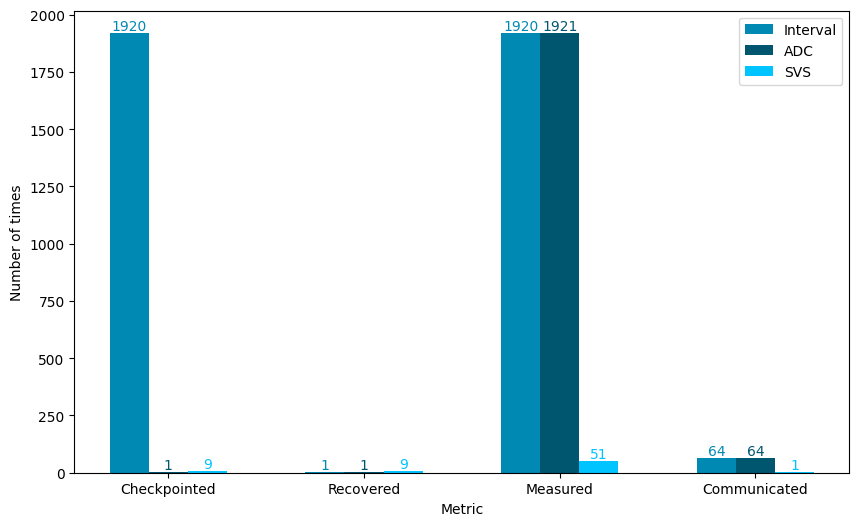 2000
1750
1500
1250
1000
750
500
250
0
Number of times
1920
1
9
1
1
9
1920
1921
51
64
64
1
Interval
ADC
SVS
Checkpointed
Recovered
Measured
Communicated
Metric